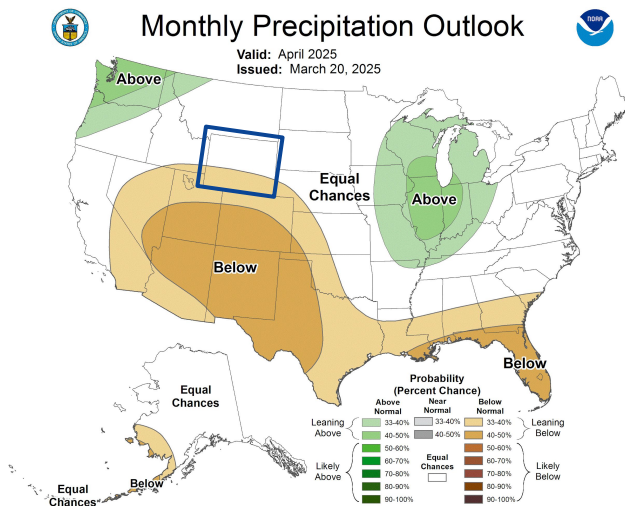 Monthly Precipitation Outlook
Valid: April 2025
Issued: March 20, 2025
NOAA
Above
Equal
Chances
Above
Below
Below
Equal
Chances
Below
Equal
Chances
Probability
(Percent Chance)
Above
Normal
Near
Normal
Below
Normal
Leaning
Above
33-40%
33-40%
33-40%
Leaning
Below
40-50%
40-50%
40-50%
Likely
Above
50-60%
60-70%
70-80%
80-90%
90-100%
Equal
Chances
50-60%
60-70%
70-80%
80-90%
90-100%
Likely
Below